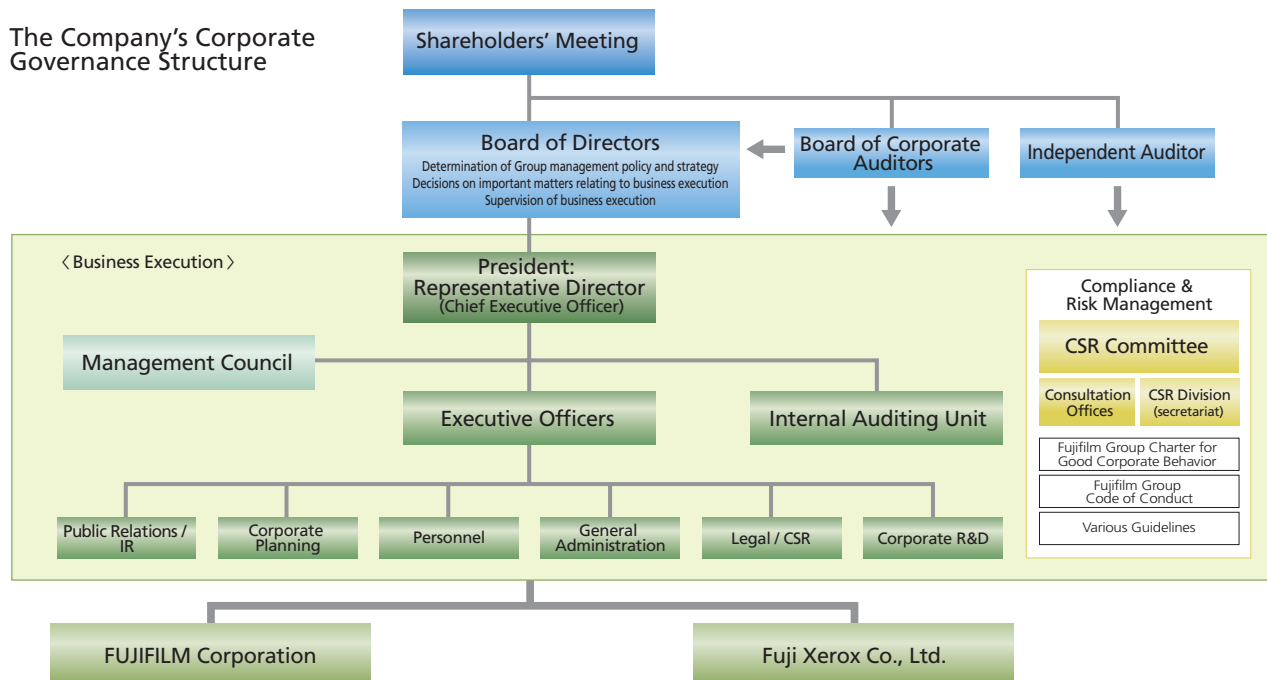 The Company's Corporate
Governance Structure
Shareholders' Meeting
Board of Directors
Determination of Group management policy and strategy
Decisions on important matters relating to business execution
Supervision of business execution
Board of Corporate
Auditors
Independent Auditor
〈Business Execution〉
President:
Representative Director
(Chief Executive Officer)
Management Council
Executive Officers
Internal Auditing Unit
Public Relations /
IR
Corporate
Planning
Personnel
General
Administration
Legal / CSR
Corporate R&D
Compliance &
Risk Management
CSR Committee
Consultation
Offices
CSR Division
(secretariat)
Fujifilm Group Charter for
Good Corporate Behavior
Fujifilm Group
Code of Conduct
Various Guidelines
FUJIFILM Corporation
Fuji Xerox Co., Ltd.